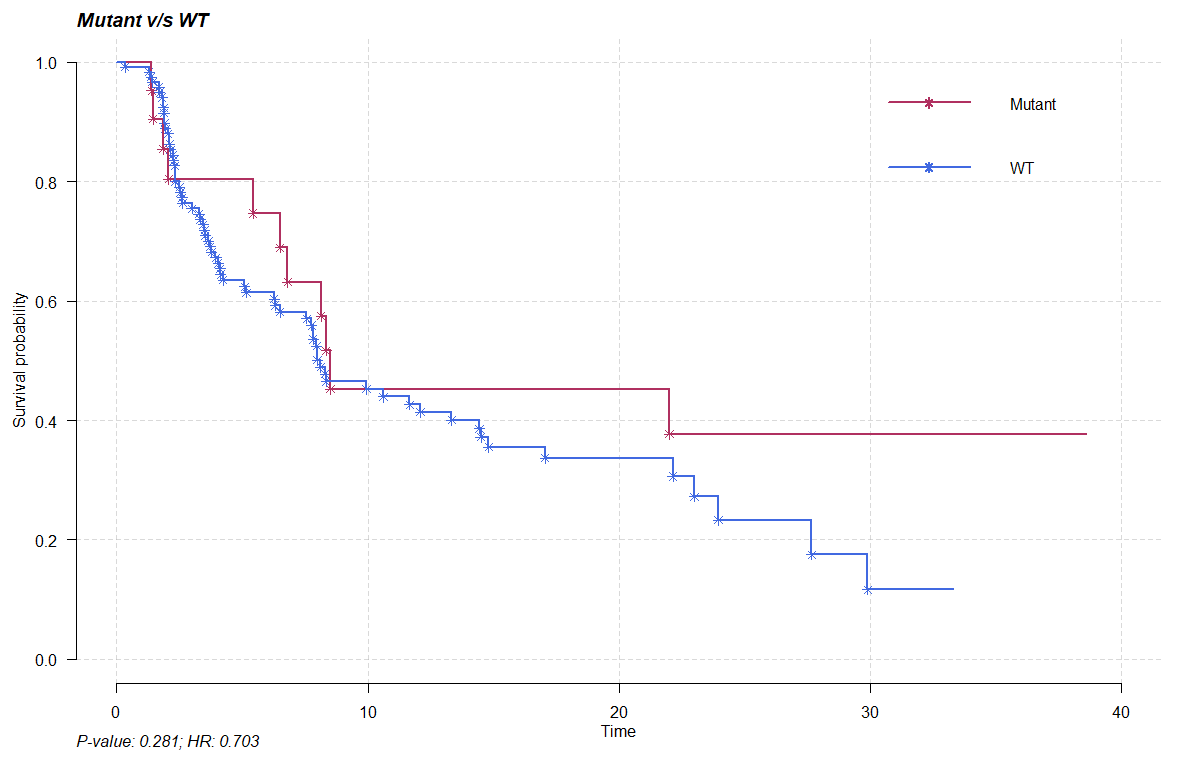 Mutant v/s WT
1.0
0.8
0.6
0.4
0.2
0.0
Survival probability
Mutant
WT
0 10 20 30 40
Time
P-value: 0.281; HR: 0.703